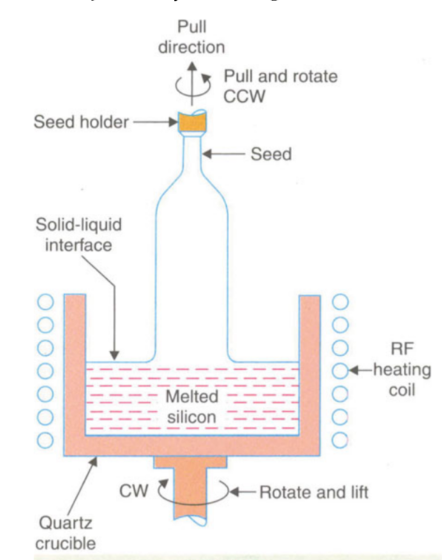 Pull
direction
Pull and rotate
CCW
Seed holder
Seed
Solid-liquid
interface
RF
heating
coil
Melted
silicon
CW
Rotate and lift
Quartz
crucible